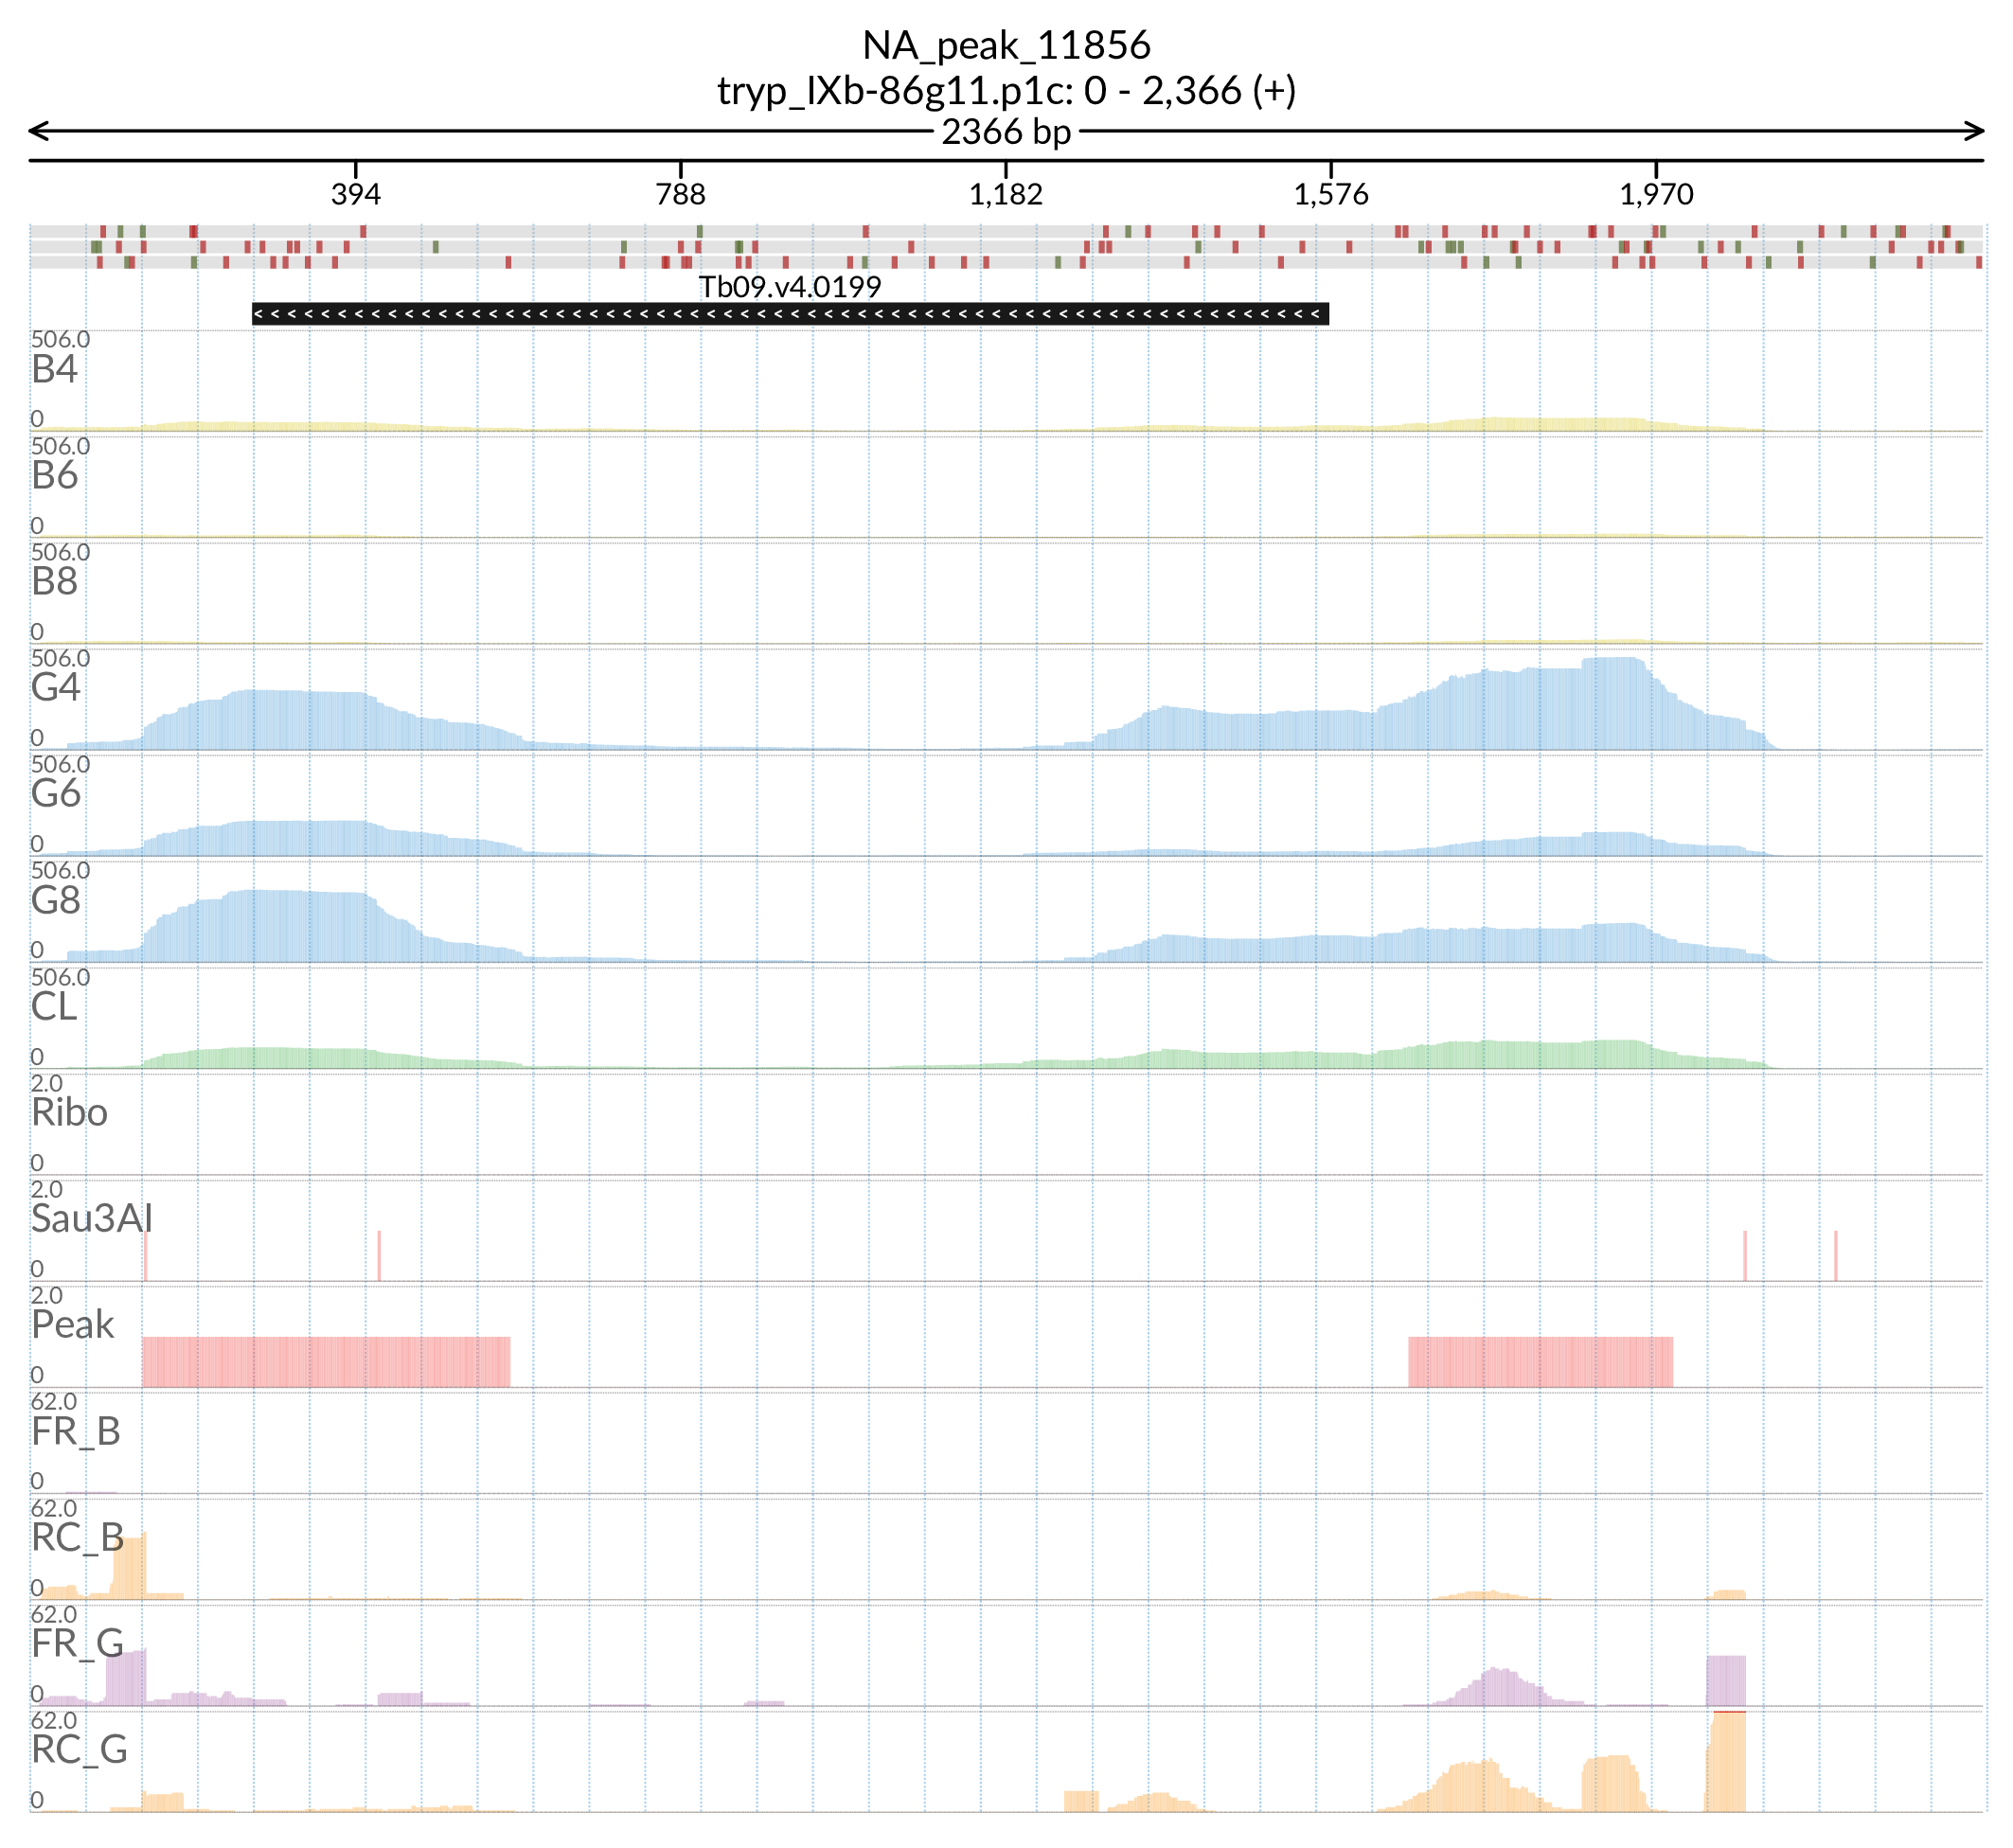 NA_peak_11856
tryp_IXb-86g11.p1c: 0 - 2,366 (+)
2366 bp
394 788 1,182 1,576 1,970
Tb09.v4.0199
< < < < < < < < < < < < < < < < < < < < < < < < < < < < < < < < < < < < < < < < < < < < < < < < < < < < < < < < < < < < < < < <
506.0
B4
0
506.0
B6
0
506.0
B8
0
506.0
G4
0
506.0
G6
0
506.0
G8
0
506.0
CL
0
2.0
Ribo
0
2.0
Sau3AI
0
2.0
Peak
0
62.0
FR_B
0
62.0
RC_B
0
62.0
FR_G
0
62.0
RC_G
0